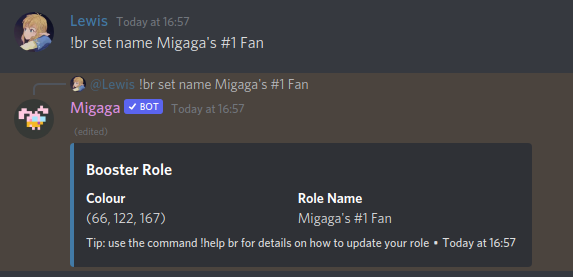 Lewis Today at 16:57
!br set name Migaga's #1 Fan
@Lewis !br set name Migaga's #1 Fan
Migaga ✓ BOT Today at 16:57
(edited)
Booster Role
Colour Role Name
(66, 122, 167) Migaga's #1 Fan
Tip: use the command !help br for details on how to update your role • Today at 16:57